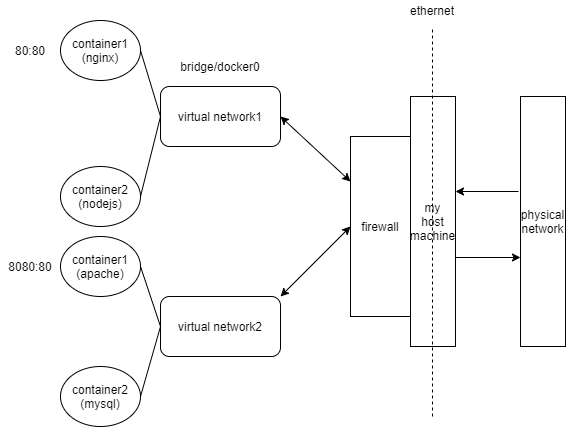 ethernet
container1
(nginx)
80:80
bridge/docker0
virtual network1
container2
(nodejs)
my
host
machine
physical
network
firewall
container1
(apache)
8080:80
virtual network2
container2
(mysql)